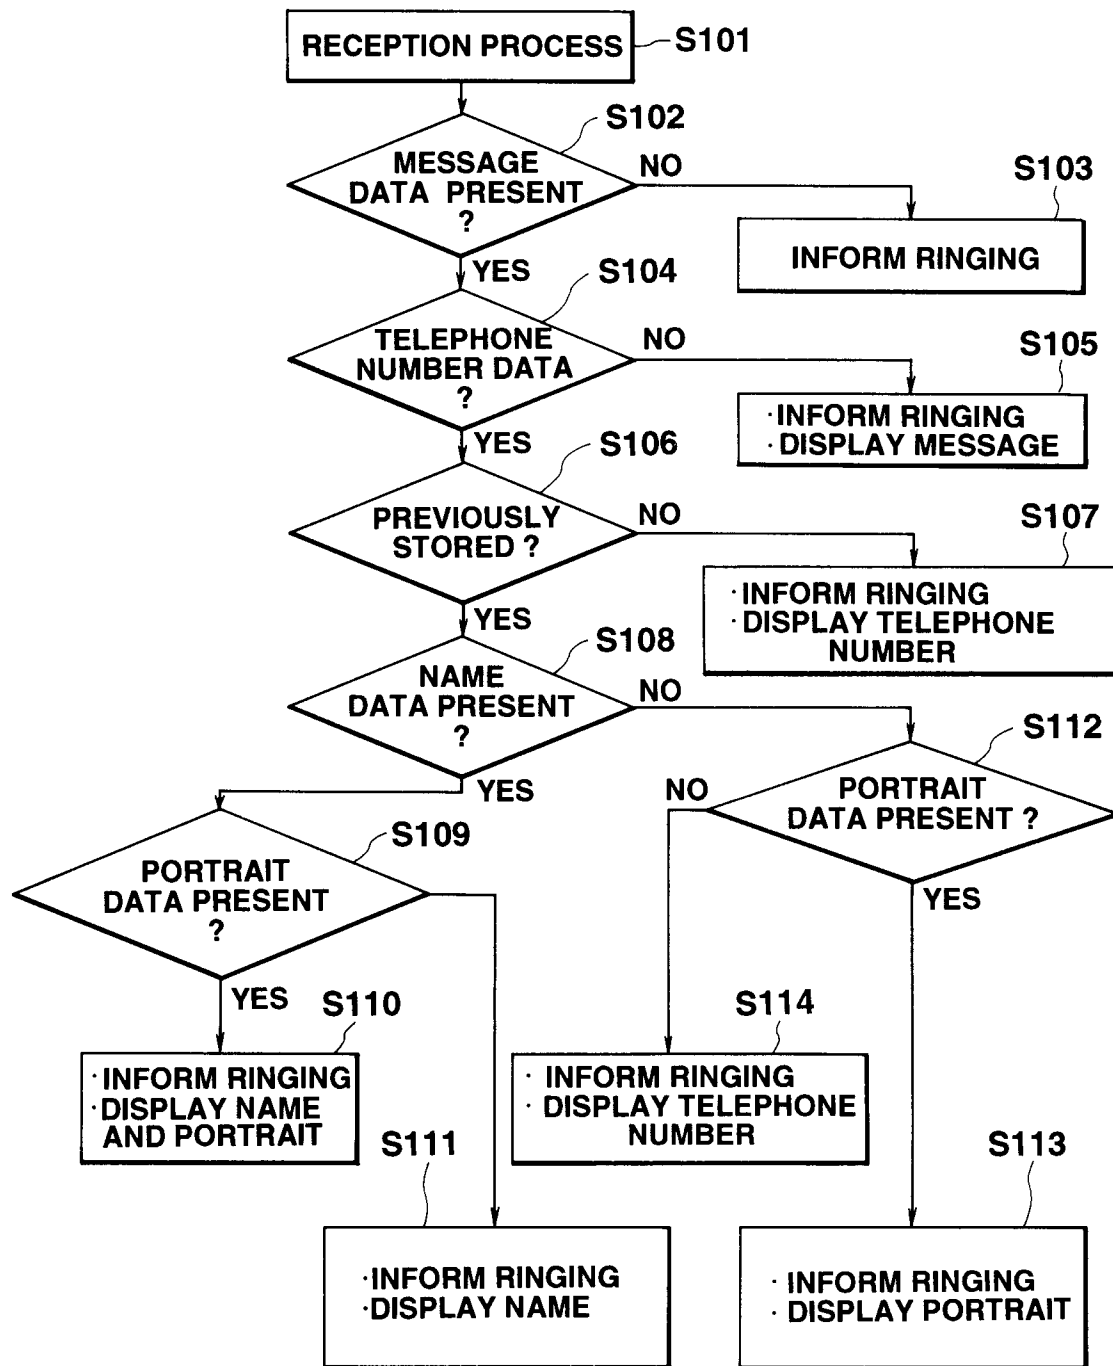 RECEPTION PROCESS
S101
S102
MESSAGE
DATA PRESENT
?
NO
S103
INFORM RINGING
YES
S104
TELEPHONE
NUMBER DATA
?
NO
S105
·INFORM RINGING
·DISPLAY MESSAGE
YES
S106
PREVIOUSLY
STORED ?
NO
S107
·INFORM RINGING
·DISPLAY TELEPHONE
NUMBER
YES
S108
NAME
DATA PRESENT
?
NO
S112
PORTRAIT
DATA PRESENT ?
NO
YES
YES
S109
PORTRAIT
DATA PRESENT
?
YES
S110
·INFORM RINGING
·DISPLAY NAME
AND PORTRAIT
S114
· INFORM RINGING
· DISPLAY TELEPHONE
NUMBER
S111
·INFORM RINGING
·DISPLAY NAME
S113
· INFORM RINGING
· DISPLAY PORTRAIT